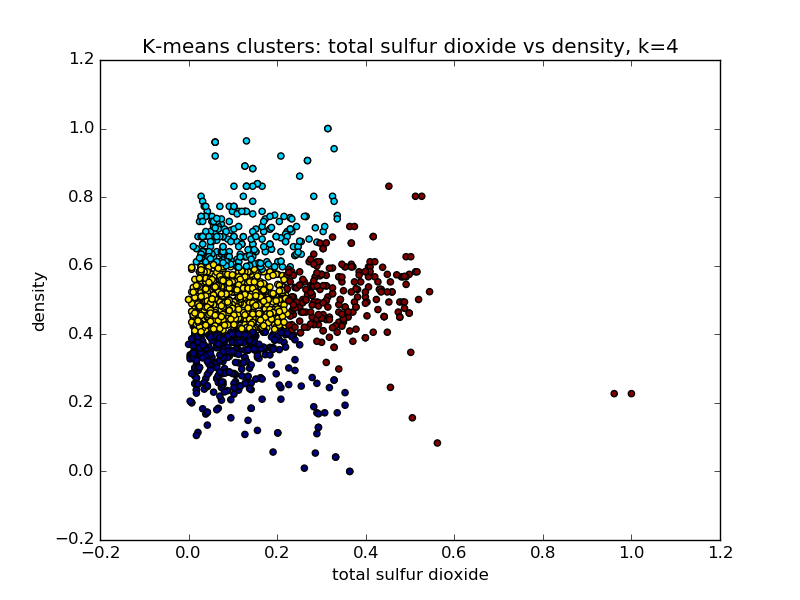 K-means clusters: total sulfur dioxide vs density, k=4
1.2
1.0
0.8
0.6
0.4
0.2
0.0
−0.2
density
−0.2 0.0 0.2 0.4 0.6 0.8 1.0 1.2
total sulfur dioxide